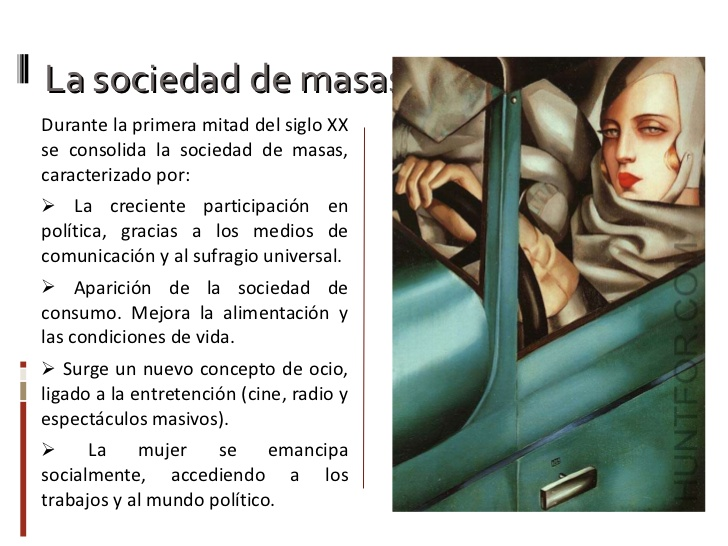 La sociedad de masas
Durante la primera mitad del siglo XX
se consolida la sociedad de masas,
caracterizado por:
➢ La creciente participación en
política, gracias a los medios de
comunicación y al sufragio universal.
➢ Aparición de la sociedad de
consumo. Mejora la alimentación y
las condiciones de vida.
➢ Surge un nuevo concepto de ocio,
ligado a la entretención (cine, radio y
espectáculos masivos).
➢ La mujer se emancipa
socialmente, accediendo a los
trabajos y al mundo político.
HUNTFOR.COM